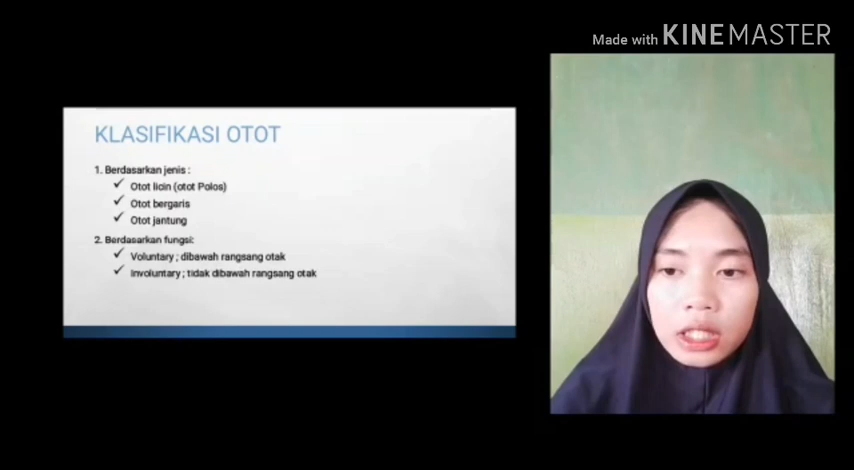 Made with KINEMASTER
KLASIFIKASI OTOT
1. Berdasarkan jenis :
✓ Otot licin (otot Polos)
✓ Otot bergaris
✓ Otot jantung
2. Berdasarkan fungsi:
✓ Voluntary ; dibawah rangsang otak
✓ Involuntary ; tidak dibawah rangsang otak